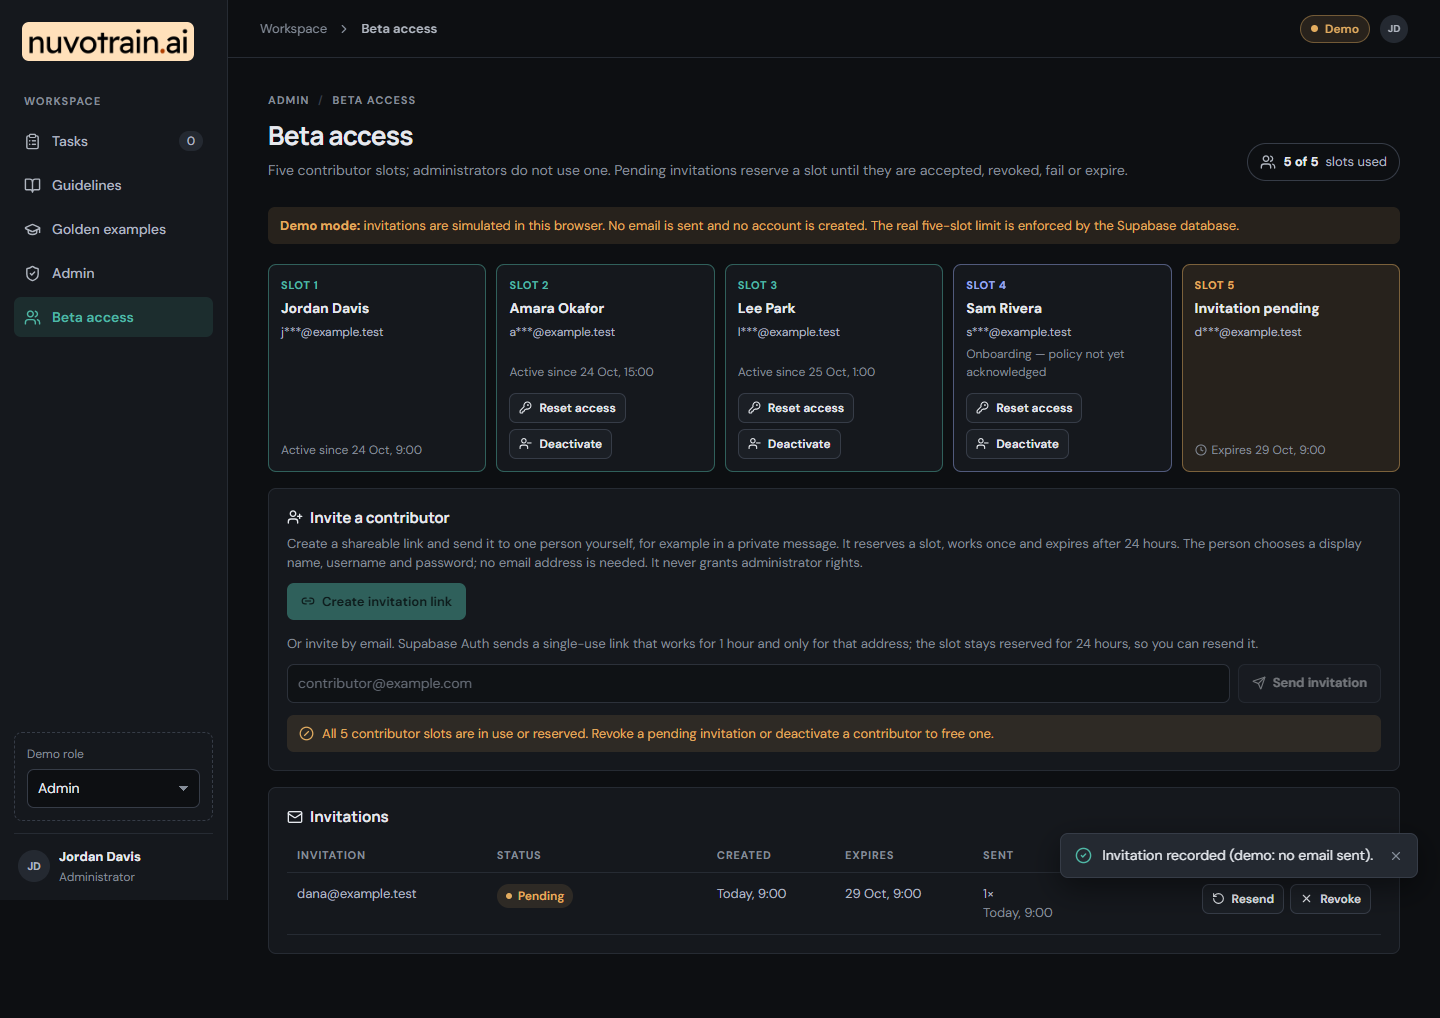 nuvotrain.ai
WORKSPACE
Tasks
0
Guidelines
Golden examples
Admin
Beta access
Demo role
Admin
JD
Jordan Davis
Administrator
Workspace > Beta access
Demo
JD
ADMIN / BETA ACCESS
Beta access
Five contributor slots; administrators do not use one. Pending invitations reserve a slot until they are accepted, revoked, fail or expire.
5 of 5 slots used
Demo mode: invitations are simulated in this browser. No email is sent and no account is created. The real five-slot limit is enforced by the Supabase database.
SLOT 1
Jordan Davis
j***@example.test
Active since 24 Oct, 9:00
SLOT 2
Amara Okafor
a***@example.test
Active since 24 Oct, 15:00
Reset access
Deactivate
SLOT 3
Lee Park
l***@example.test
Active since 25 Oct, 1:00
Reset access
Deactivate
SLOT 4
Sam Rivera
s***@example.test
Onboarding — policy not yet
acknowledged
Reset access
Deactivate
SLOT 5
Invitation pending
d***@example.test
Expires 29 Oct, 9:00
Invite a contributor
Create a shareable link and send it to one person yourself, for example in a private message. It reserves a slot, works once and expires after 24 hours. The person chooses a display
name, username and password; no email address is needed. It never grants administrator rights.
Create invitation link
Or invite by email. Supabase Auth sends a single-use link that works for 1 hour and only for that address; the slot stays reserved for 24 hours, so you can resend it.
contributor@example.com
Send invitation
All 5 contributor slots are in use or reserved. Revoke a pending invitation or deactivate a contributor to free one.
Invitations
INVITATION STATUS CREATED EXPIRES SENT
Invitation recorded (demo: no email sent).
dana@example.test Pending Today, 9:00 29 Oct, 9:00 1×
Today, 9:00
Resend
Revoke